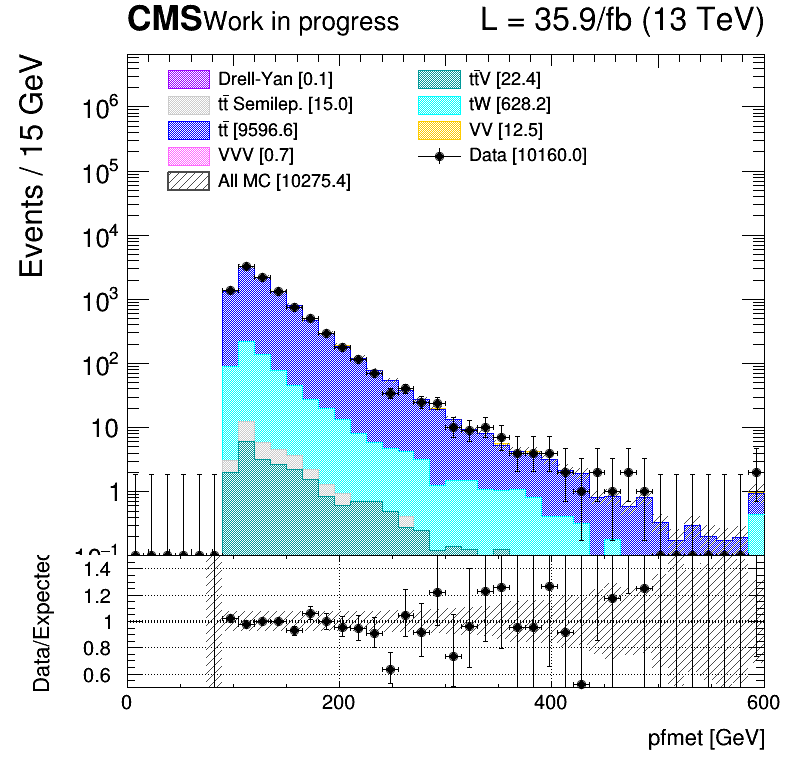 CMS Work in progress L = 35.9/fb (13 TeV)
Drell-Yan [0.1] tt̄V [22.4]
tt̄ Semilep. [15.0] tW [628.2]
tt̄ [9596.6] VV [12.5]
VVV [0.7] Data [10160.0]
All MC [10275.4]
Events / 15 GeV
10⁶
10⁵
10⁴
10³
10²
10
1
10⁻¹
Data/Expected
1.4
1.2
1
0.8
0.6
0 200 400 600
pfmet [GeV]